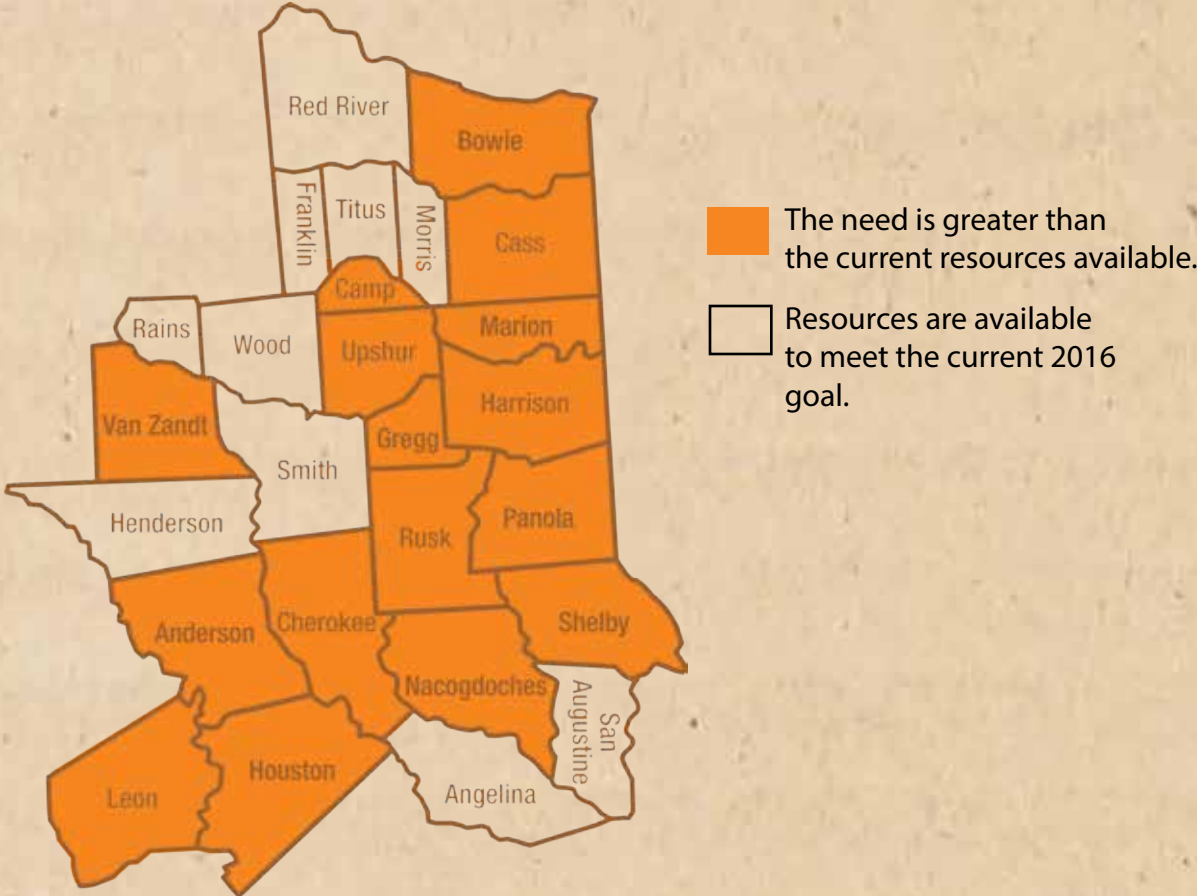 Red River
Bowie
Franklin
Titus
Morris
Cass
Camp
Rains
Wood
Upshur
Marion
Van Zandt
Gregg
Harrison
Smith
Henderson
Rusk
Panola
Anderson
Cherokee
Shelby
Nacogdoches
San
Augustine
Leon
Houston
Angelina
The need is greater than
the current resources available.
Resources are available
to meet the current 2016
goal.